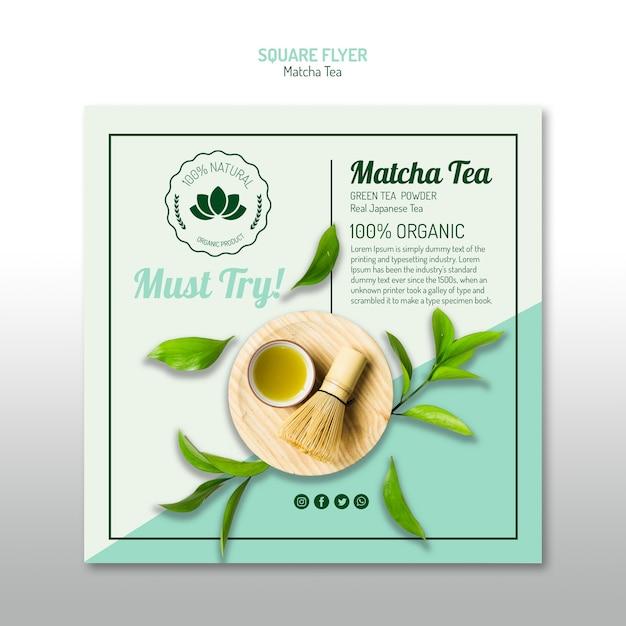 SQUARE FLYER
Matcha Tea
100% NATURAL
ORGANIC PRODUCT
Must Try!
Matcha Tea
GREEN TEA POWDER
Real Japanese Tea
100% ORGANIC
Lorem Ipsum is simply dummy text of the
printing and typesetting industry. Lorem
Ipsum has been the industry's standard
dummy text ever since the 1500s, when an
unknown printer took a galley of type and
scrambled it to make a type specimen book.